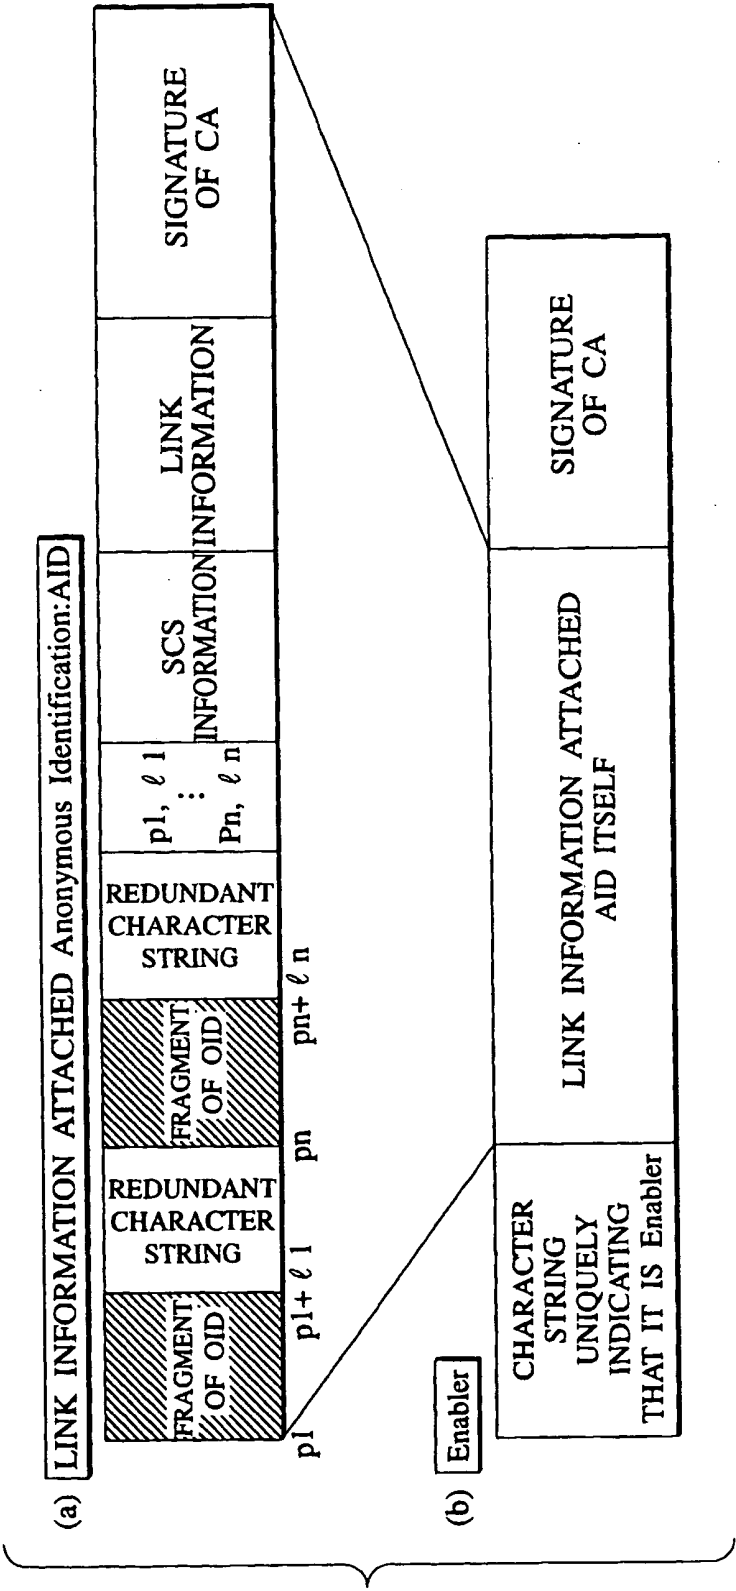 (a) LINK INFORMATION ATTACHED Anonymous Identification:AID
FRAGMENT
OF OID
REDUNDANT
CHARACTER
STRING
FRAGMENT
OF OID
REDUNDANT
CHARACTER
STRING
p1, ℓ 1
⋮
Pn, ℓ n
SCS
INFORMATION
LINK
INFORMATION
SIGNATURE
OF CA
p1
p1+ ℓ 1
pn
pn+ ℓ n
(b) Enabler
CHARACTER
STRING
UNIQUELY
INDICATING
THAT IT IS Enabler
LINK INFORMATION ATTACHED
AID ITSELF
SIGNATURE
OF CA